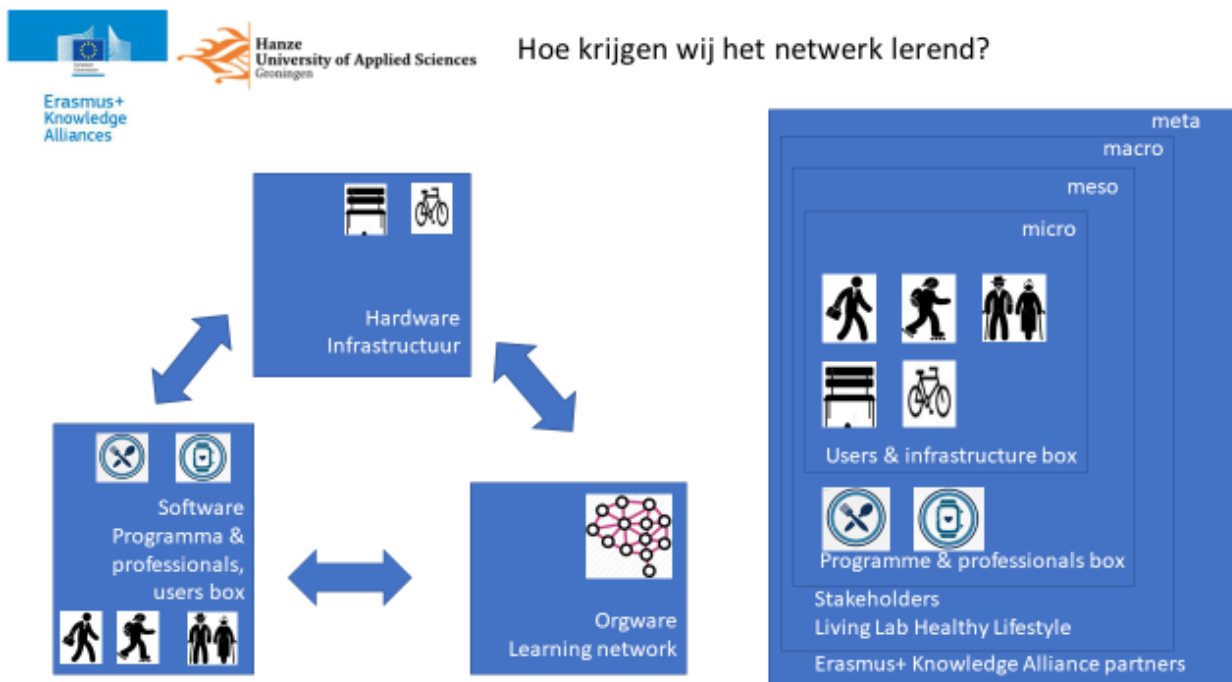 Erasmus+
Knowledge
Alliances
Hanze
University of Applied Sciences
Groningen
Hoe krijgen wij het netwerk lerend?
Hardware
Infrastructuur
Software
Programma &
professionals,
users box
Orgware
Learning network
meta
macro
meso
micro
Users & infrastructure box
Programme & professionals box
Stakeholders
Living Lab Healthy Lifestyle
Erasmus+ Knowledge Alliance partners